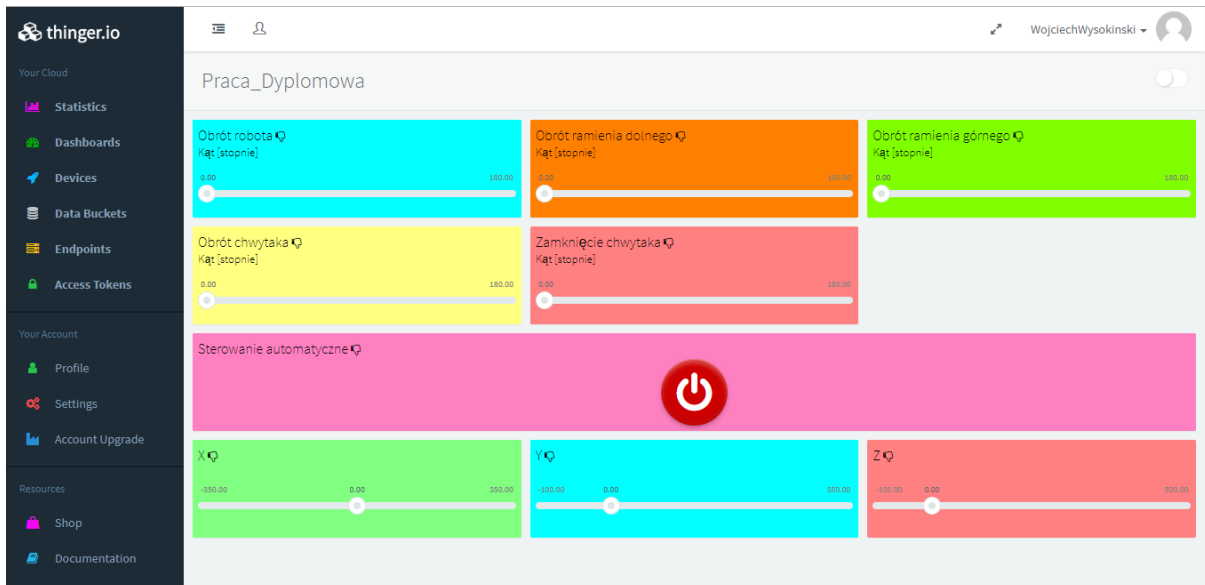 thinger.io
WojciechWysokinski
Your Cloud
Statistics
Dashboards
Devices
Data Buckets
Endpoints
Access Tokens
Your Account
Profile
Settings
Account Upgrade
Resources
Shop
Documentation
Praca_Dyplomowa
Obrót robota
Kąt [stopnie]
0.00 180.00
Obrót ramienia dolnego
Kąt [stopnie]
0.00 180.00
Obrót ramienia górnego
Kąt [stopnie]
0.00 180.00
Obrót chwytaka
Kąt [stopnie]
0.00 180.00
Zamknięcie chwytaka
Kąt [stopnie]
0.00 180.00
Sterowanie automatyczne
X
-350.00 0.00 350.00
Y
-100.00 0.00 350.00
Z
-100.00 0.00